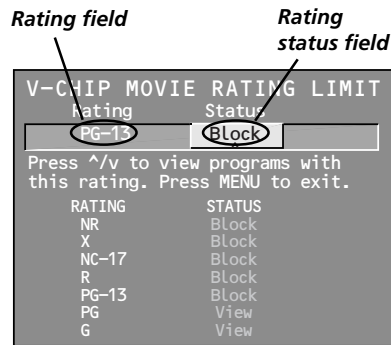 Rating field
Rating
status field
V-CHIP MOVIE RATING LIMIT
Rating Status
PG-13 Block
Press ^/v to view programs with
this rating. Press MENU to exit.
RATING STATUS
NR Block
X Block
NC-17 Block
R Block
PG-13 Block
PG View
G View